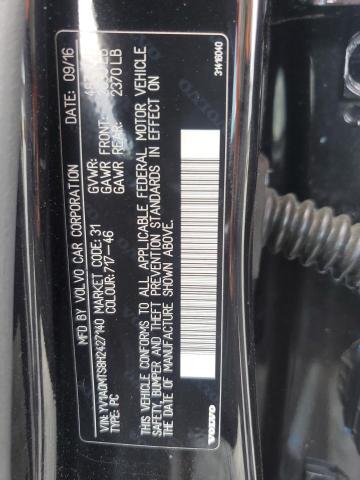 MFD BY VOLVO CAR CORPORATION
DATE: 09/16
GVWR:
GAWR FRONT:
GAWR REAR: 2370 LB
VIN: MARKET CODE: 31
TYPE: PC COLOUR: 717-46
THIS VEHICLE CONFORMS TO ALL APPLICABLE FEDERAL MOTOR VEHICLE
SAFETY, BUMPER AND THEFT PREVENTION STANDARDS IN EFFECT ON
THE DATE OF MANUFACTURE SHOWN ABOVE.
31416040
VOLVO